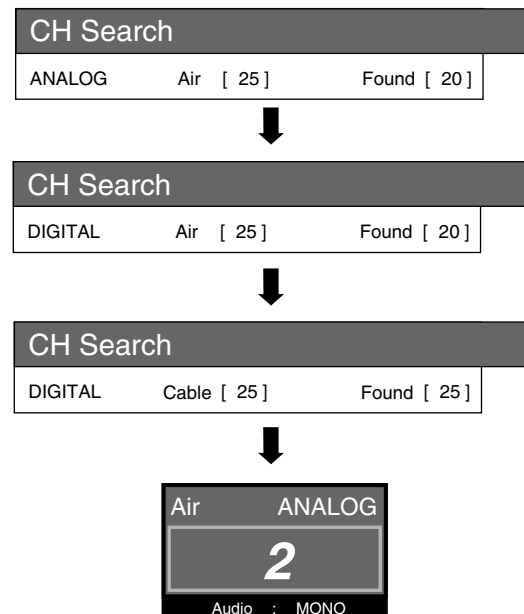 CH Search
ANALOG Air [ 25 ] Found [ 20 ]
CH Search
DIGITAL Air [ 25 ] Found [ 20 ]
CH Search
DIGITAL Cable [ 25 ] Found [ 25 ]
Air ANALOG
2
Audio : MONO